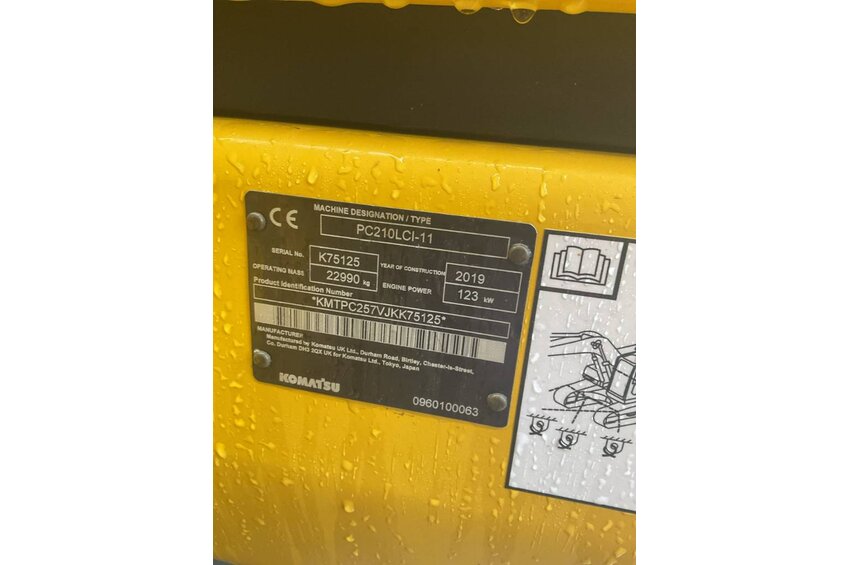 CE
MACHINE DESIGNATION / TYPE
PC210LCI-11
SERIAL No. K75125 YEAR OF CONSTRUCTION 2019
OPERATING MASS 22990 kg ENGINE POWER 123 kW
Product Identification Number
*KMTPC257VJKK75125*
MANUFACTURER
Manufactured by Komatsu UK Ltd., Durham Road, Birtley, Chester-le-Street,
Co. Durham DH3 2QX UK for Komatsu Ltd., Tokyo, Japan
KOMATSU
0960100063